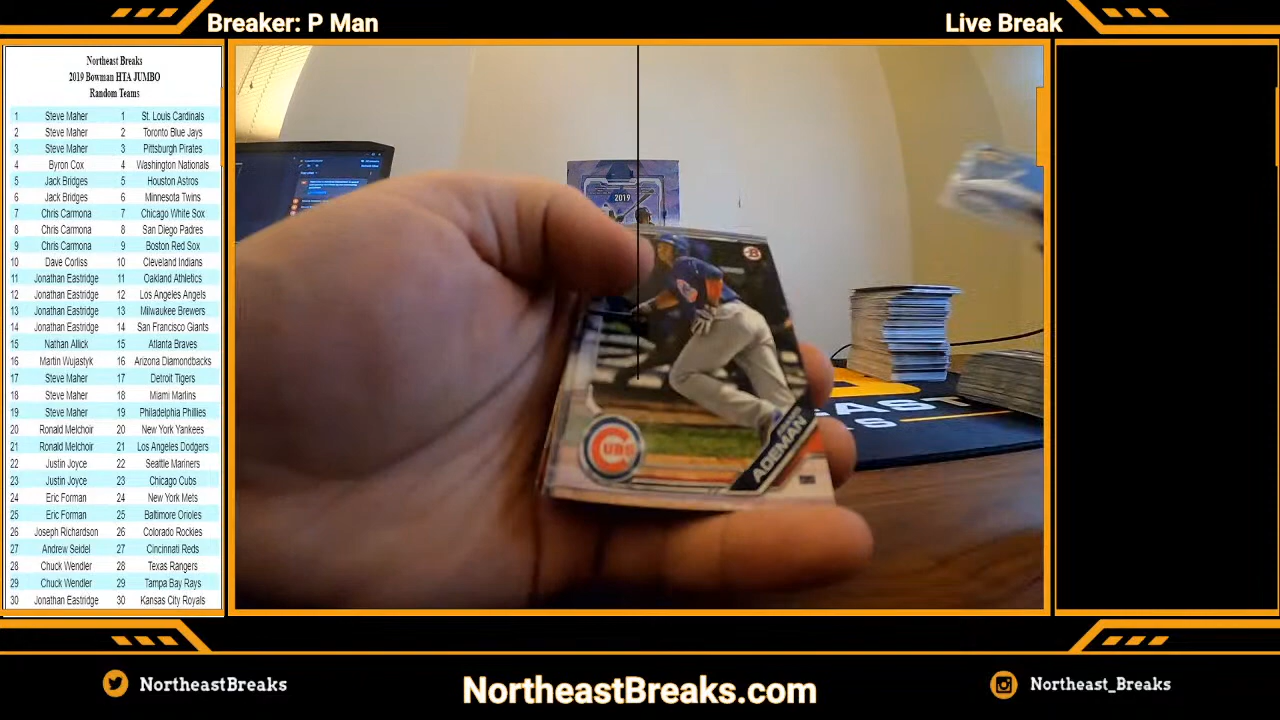 Breaker: P Man
Live Break
Northeast Breaks
2019 Bowman HTA JUMBO
Random Teams
1 Steve Maher 1 St. Louis Cardinals
2 Steve Maher 2 Toronto Blue Jays
3 Steve Maher 3 Pittsburgh Pirates
4 Byron Cox 4 Washington Nationals
5 Jack Bridges 5 Houston Astros
6 Jack Bridges 6 Minnesota Twins
7 Chris Carmona 7 Chicago White Sox
8 Chris Carmona 8 San Diego Padres
9 Chris Carmona 9 Boston Red Sox
10 Dave Corliss 10 Cleveland Indians
11 Jonathan Eastridge 11 Oakland Athletics
12 Jonathan Eastridge 12 Los Angeles Angels
13 Jonathan Eastridge 13 Milwaukee Brewers
14 Jonathan Eastridge 14 San Francisco Giants
15 Nathan Allick 15 Atlanta Braves
16 Martin Wujastyk 16 Arizona Diamondbacks
17 Steve Maher 17 Detroit Tigers
18 Steve Maher 18 Miami Marlins
19 Steve Maher 19 Philadelphia Phillies
20 Ronald Melchoir 20 New York Yankees
21 Ronald Melchoir 21 Los Angeles Dodgers
22 Justin Joyce 22 Seattle Mariners
23 Justin Joyce 23 Chicago Cubs
24 Eric Forman 24 New York Mets
25 Eric Forman 25 Baltimore Orioles
26 Joseph Richardson 26 Colorado Rockies
27 Andrew Seidel 27 Cincinnati Reds
28 Chuck Wendler 28 Texas Rangers
29 Chuck Wendler 29 Tampa Bay Rays
30 Jonathan Eastridge 30 Kansas City Royals
2019
CUBS
ADEMAN
AST
KS
NortheastBreaks
NortheastBreaks.com
Northeast_Breaks